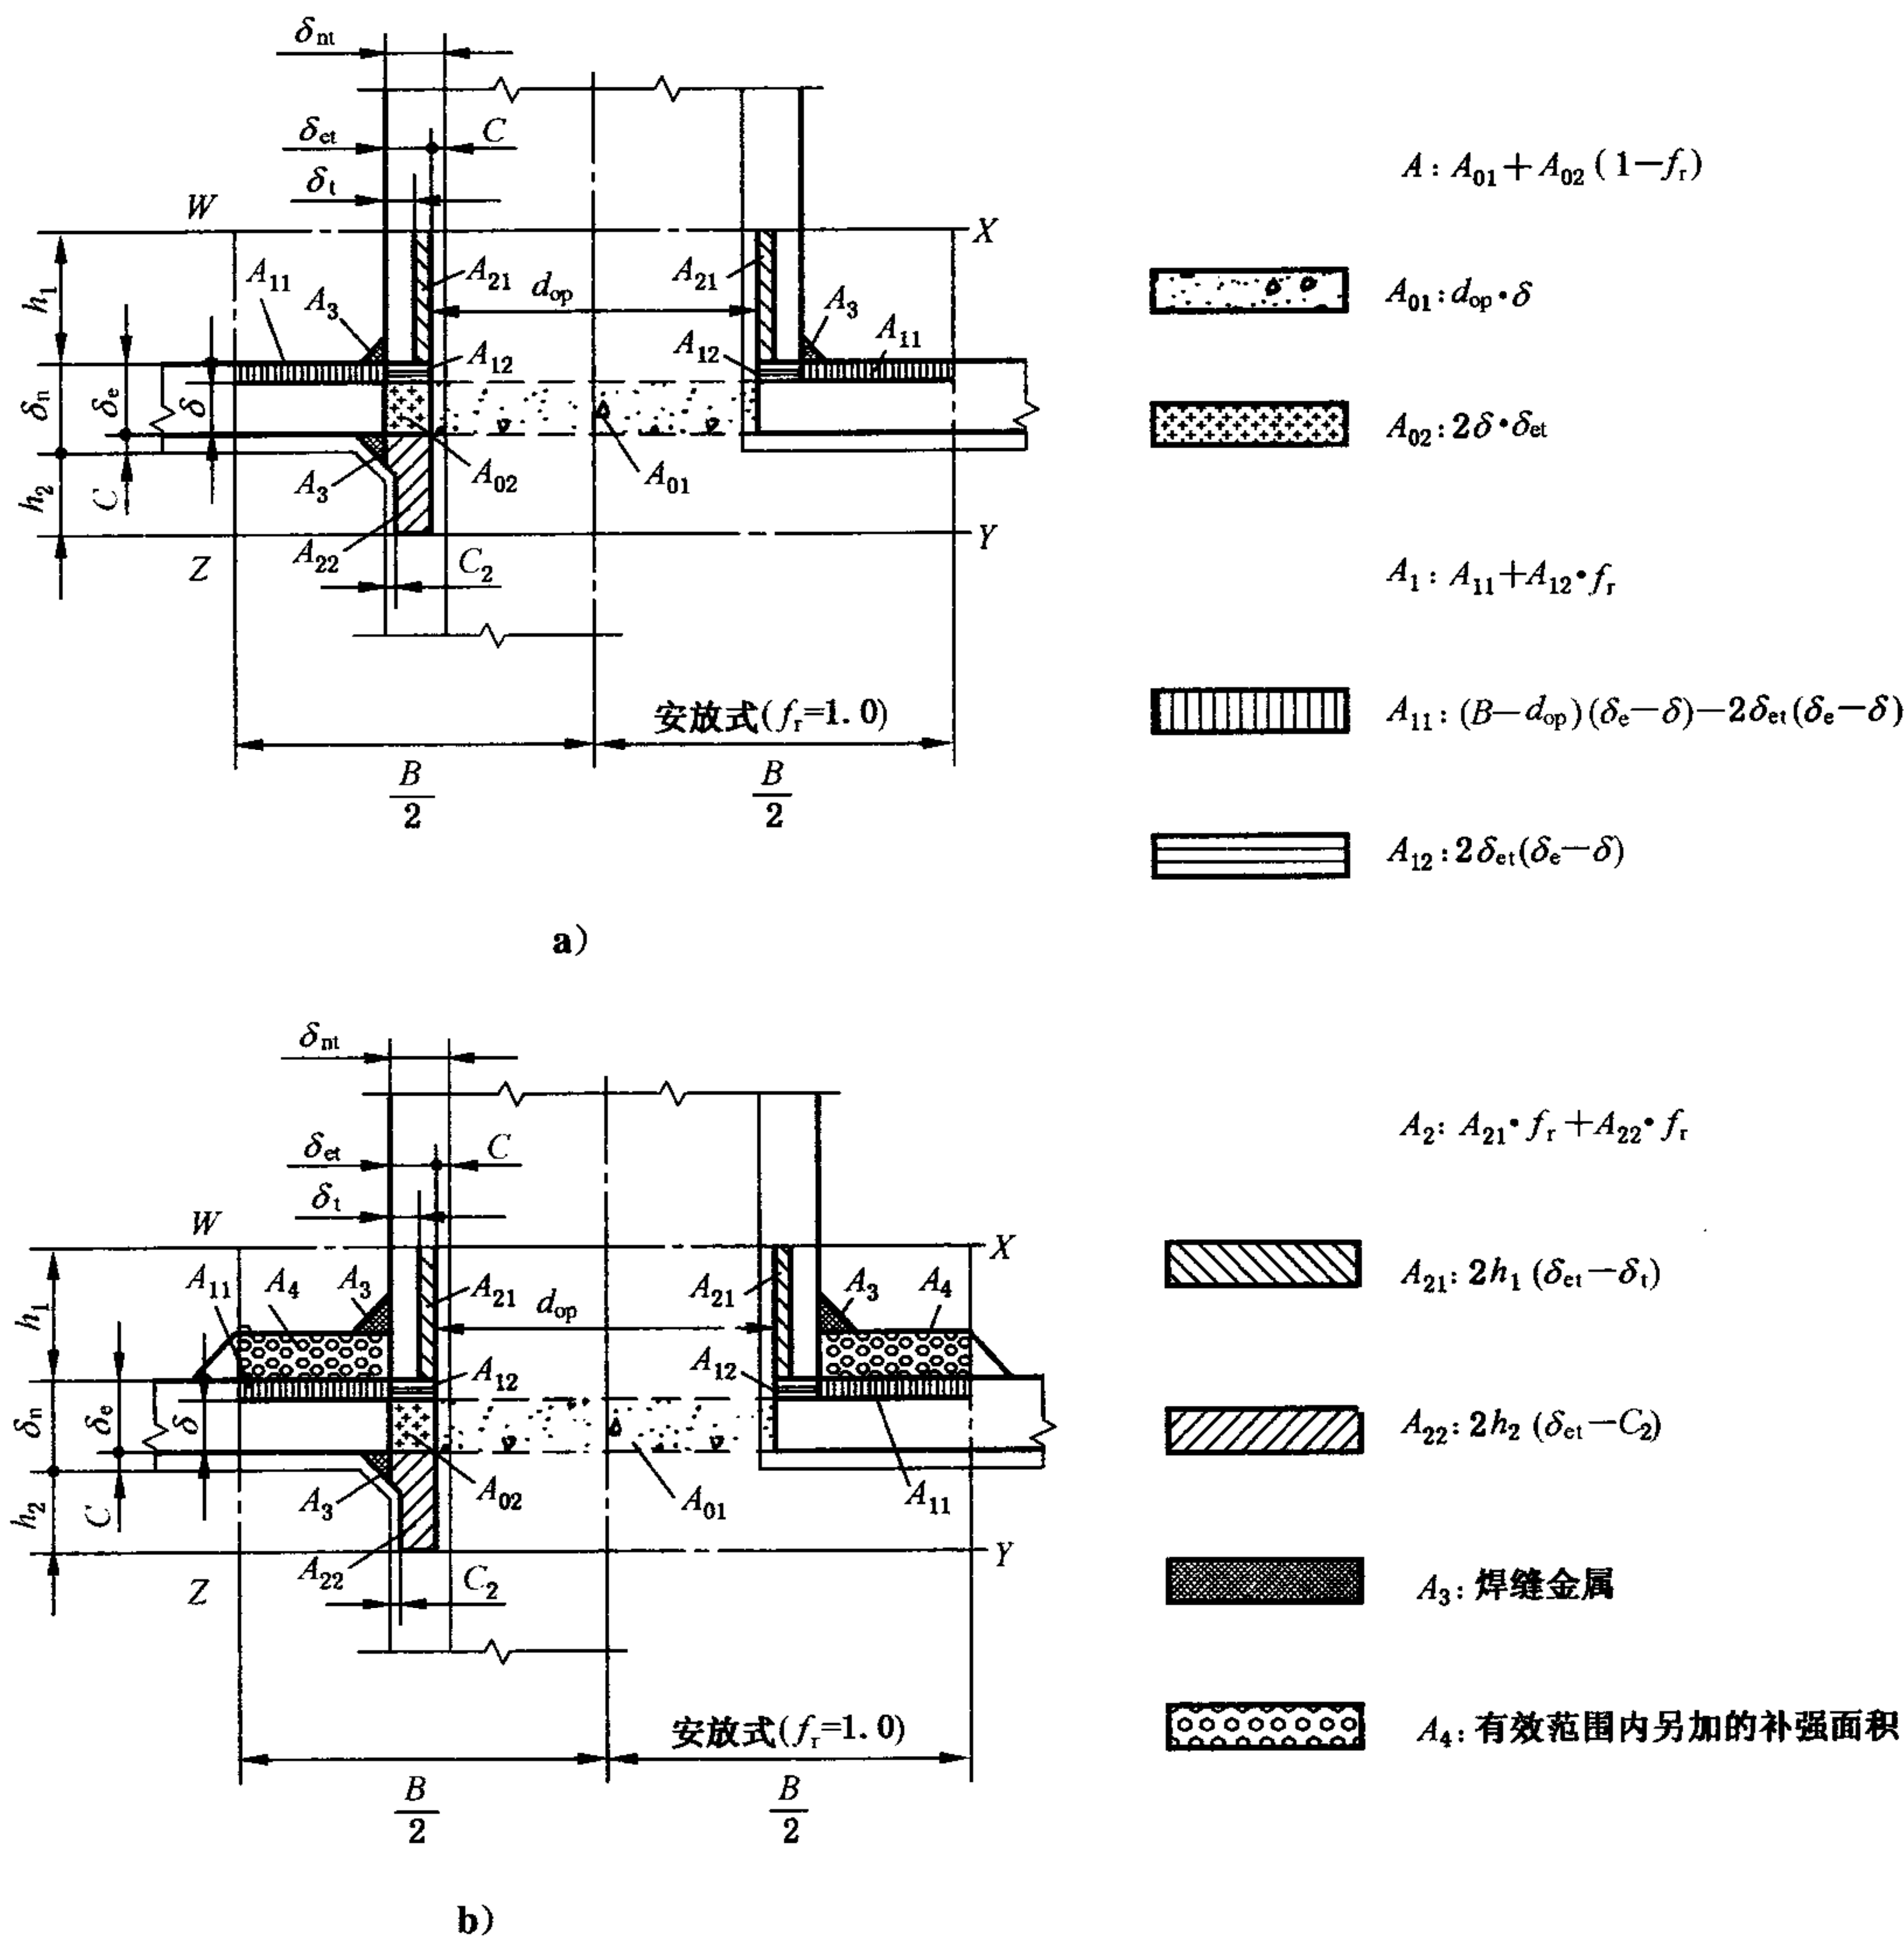 δnt
δet
C
δt
W
X
A11
A3
A21
dop
A21
A3
A11
h1
A12
A12
δn
δe
δ
h2
C
A3
A02
A01
A22
C2
Z
Y
安放式(fr=1.0)
B/2
B/2
a)
A: A01+A02(1-fr)
A01: dop•δ
A02: 2δ•δet
A1: A11+A12•fr
A11: (B-dop)(δe-δ)-2δet(δe-δ)
A12: 2δet(δe-δ)
δnt
δet
C
δt
W
X
A11
A4
A3
A21
dop
A21
A3
A4
h1
A12
A12
δn
δe
δ
h2
C
A3
A02
A01
A11
A22
C2
Z
Y
安放式(fr=1.0)
B/2
B/2
b)
A2: A21•fr+A22•fr
A21: 2h1(δet-δt)
A22: 2h2(δet-C2)
A3: 焊缝金属
A4: 有效范围内另加的补强面积